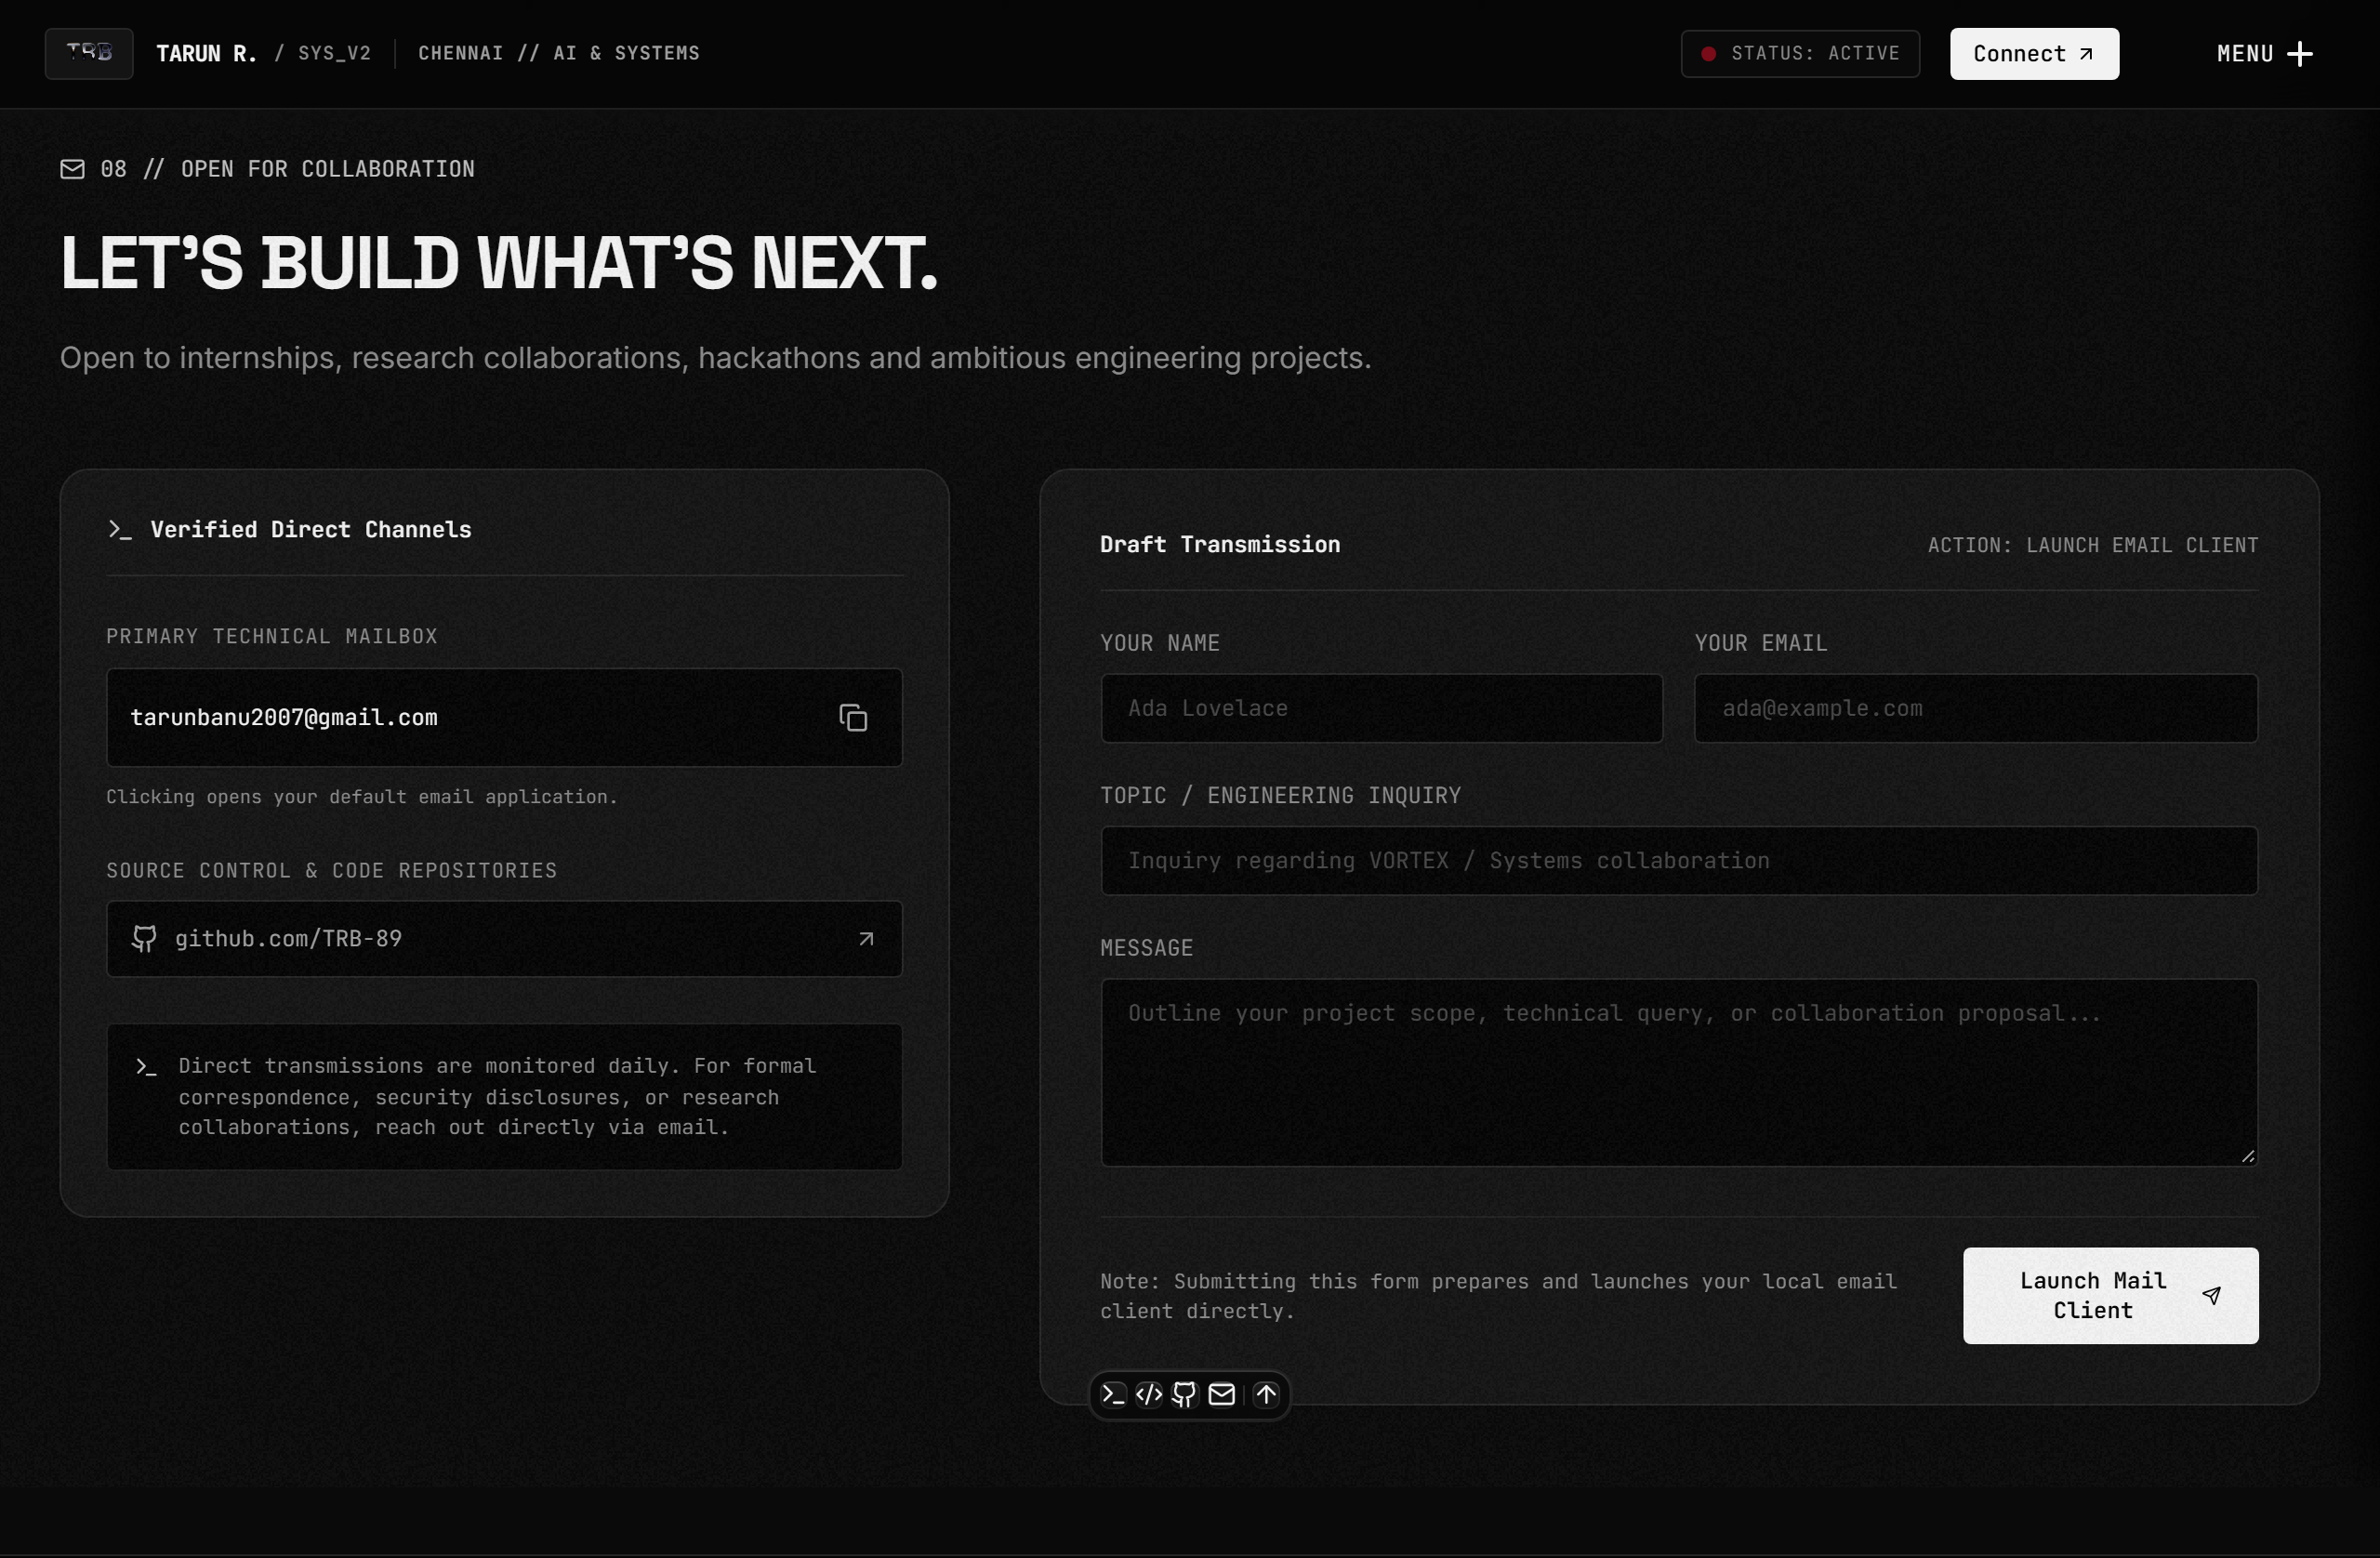 TRB
TARUN R. / SYS_V2
CHENNAI // AI & SYSTEMS
STATUS: ACTIVE
Connect
MENU
08 // OPEN FOR COLLABORATION
LET’S BUILD WHAT’S NEXT.
Open to internships, research collaborations, hackathons and ambitious engineering projects.
Verified Direct Channels
PRIMARY TECHNICAL MAILBOX
tarunbanu2007@gmail.com
Clicking opens your default email application.
SOURCE CONTROL & CODE REPOSITORIES
github.com/TRB-89
Direct transmissions are monitored daily. For formal
correspondence, security disclosures, or research
collaborations, reach out directly via email.
Draft Transmission
ACTION: LAUNCH EMAIL CLIENT
YOUR NAME
YOUR EMAIL
Ada Lovelace
ada@example.com
TOPIC / ENGINEERING INQUIRY
Inquiry regarding VORTEX / Systems collaboration
MESSAGE
Outline your project scope, technical query, or collaboration proposal...
Note: Submitting this form prepares and launches your local email
client directly.
Launch Mail
Client